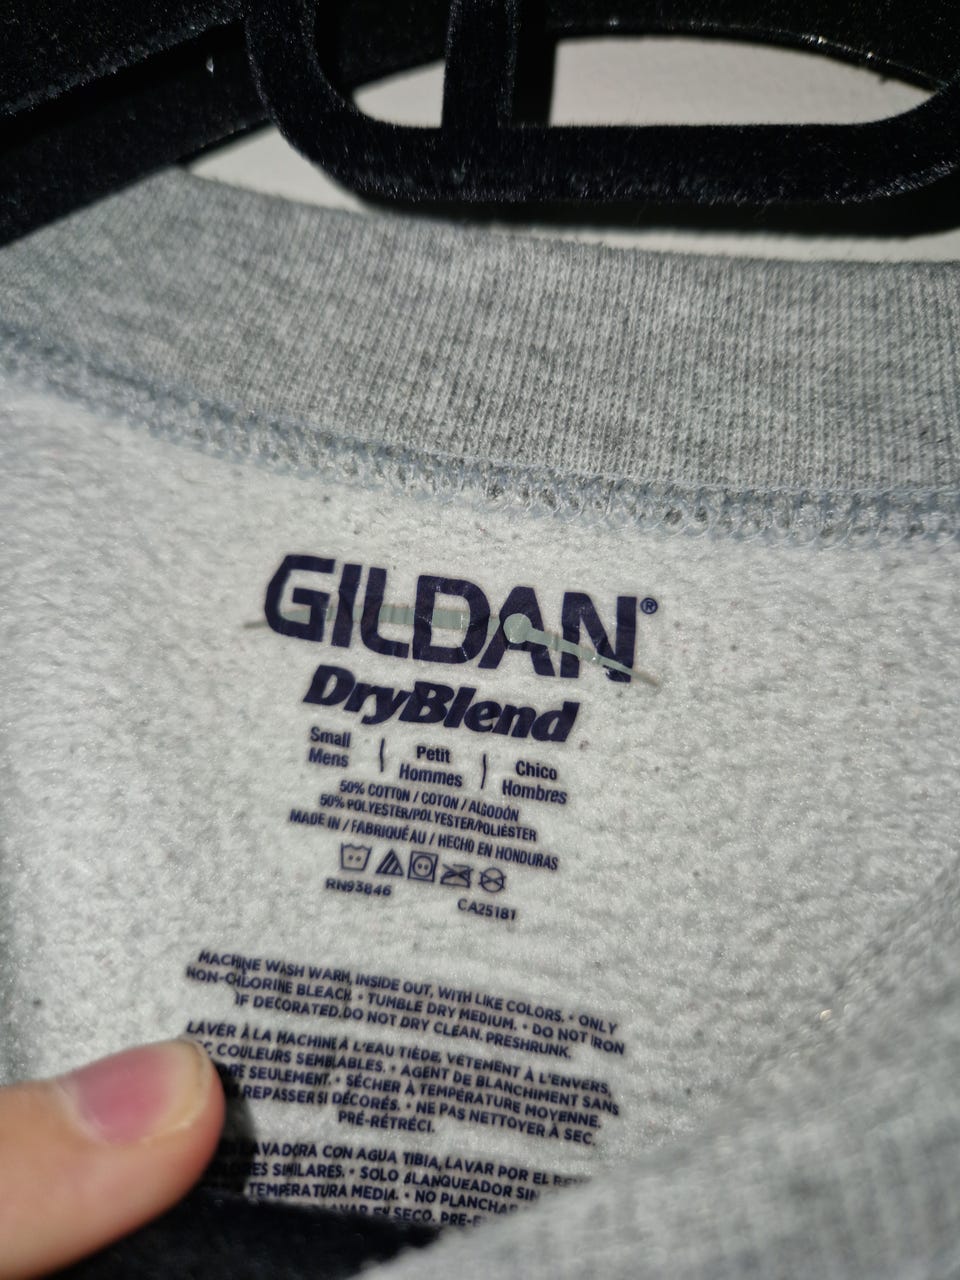 GILDAN®
DryBlend
Small Mens | Petit Hommes | Chico Hombres
50% COTTON / COTON / ALGODÓN
50% POLYESTER/POLYESTER/POLIÉSTER
MADE IN / FABRIQUÉ AU / HECHO EN HONDURAS
RN93846 CA25181
MACHINE WASH WARM, INSIDE OUT, WITH LIKE COLORS. • ONLY
NON-CHLORINE BLEACH. • TUMBLE DRY MEDIUM. • DO NOT IRON
IF DECORATED. DO NOT DRY CLEAN. PRESHRUNK.
LAVER À LA MACHINE À L'EAU TIÈDE, VÊTEMENT À L'ENVERS,
COULEURS SEMBLABLES. • AGENT DE BLANCHIMENT SANS
SEULEMENT. • SÉCHER À TEMPÉRATURE MOYENNE.
REPASSER SI DÉCORÉS. • NE PAS NETTOYER À SEC.
PRÉ-RÉTRÉCI.
LAVADORA CON AGUA TIBIA, LAVAR POR EL
SIMILARES. • SOLO BLANQUEADOR SIN
TEMPERATURA MEDIA. • NO PLANCHAR
EN SECO.